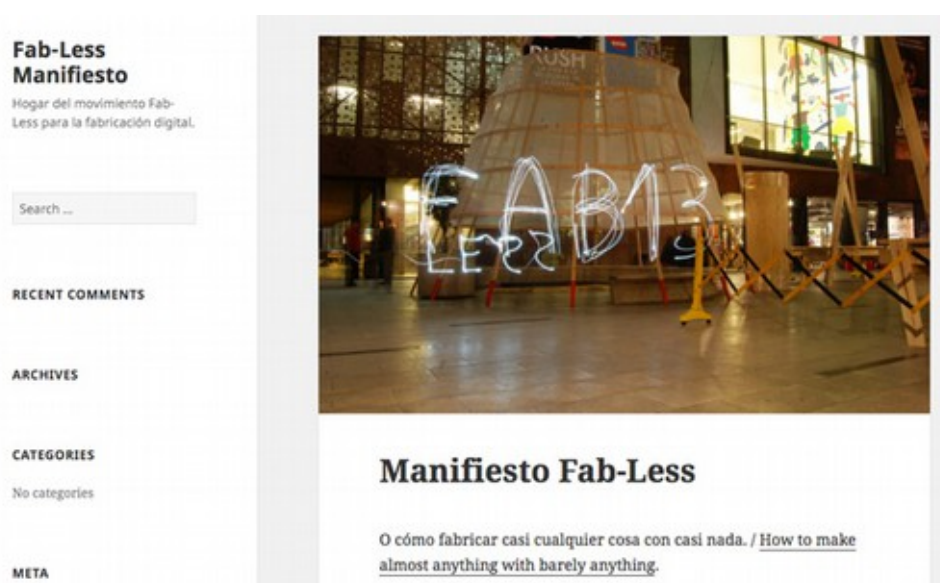 Fab-Less
Manifiesto
Hogar del movimiento Fab-
Less para la fabricación digital.
Search ...
RECENT COMMENTS
ARCHIVES
CATEGORIES
No categories
META
RUSH
FAB13
LESS
Manifiesto Fab-Less
O cómo fabricar casi cualquier cosa con casi nada. / How to make
almost anything with barely anything.